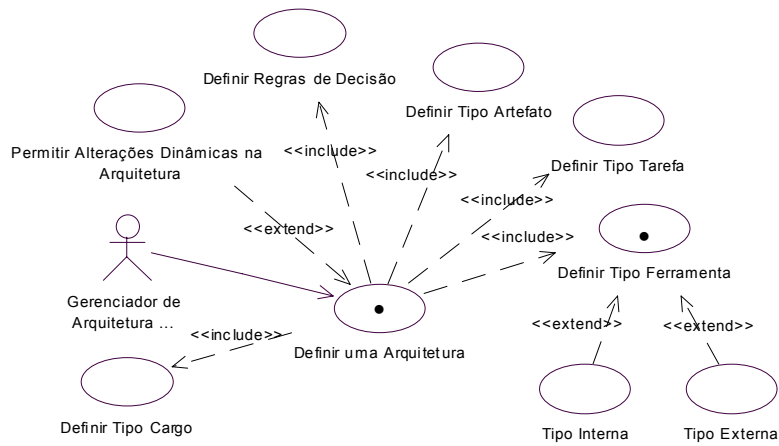 Definir Regras de Decisão
Definir Tipo Artefato
Permitir Alterações Dinâmicas na
Arquitetura
<<include>>
<<include>>
Definir Tipo Tarefa
<<include>>
<<extend>>
<<include>>
Definir Tipo Ferramenta
Gerenciador de
Arquitetura ...
<<include>>
Definir uma Arquitetura
<<extend>>
<<extend>>
Definir Tipo Cargo
Tipo Interna
Tipo Externa